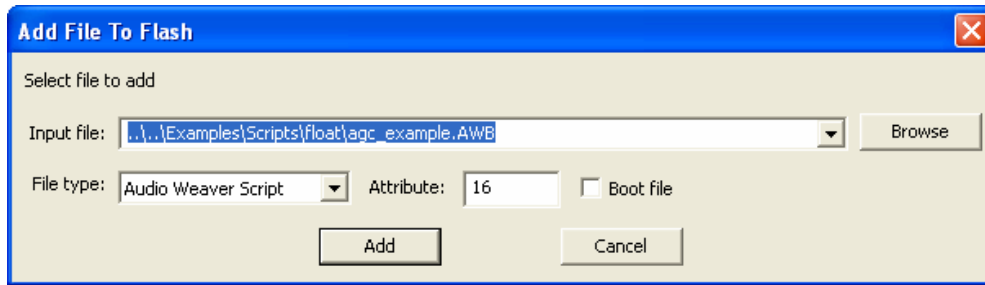 Add File To Flash
Select file to add
Input file: ..\..\Examples\Scripts\float\agc_example.AWB Browse
File type: Audio Weaver Script Attribute: 16 Boot file
Add Cancel